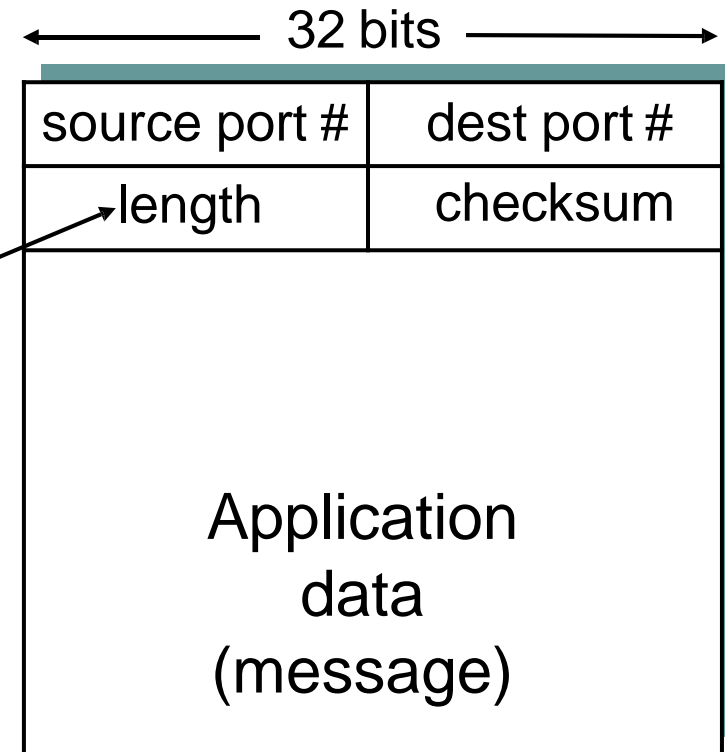 32 bits
source port # dest port #
length checksum
Application
data
(message)